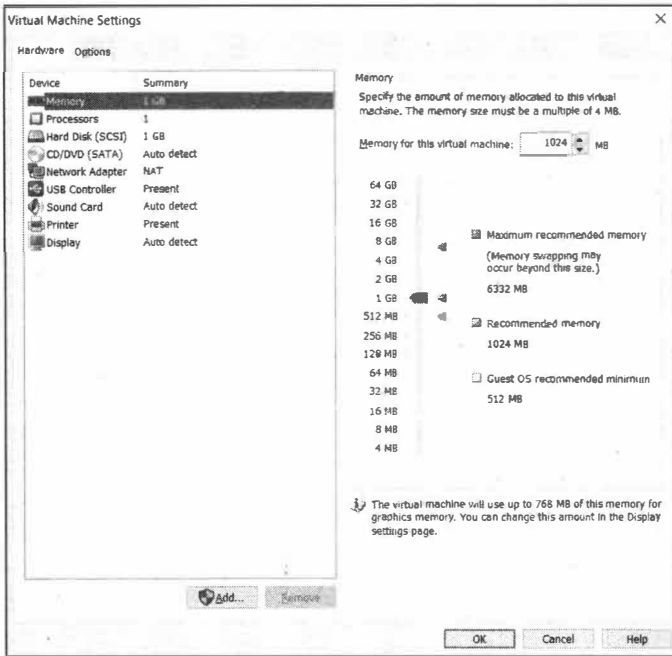 Virtual Machine Settings
Hardware Options
Device Summary
Memory 1 GB
Processors 1
Hard Disk (SCSI) 1 GB
CD/DVD (SATA) Auto detect
Network Adapter NAT
USB Controller Present
Sound Card Auto detect
Printer Present
Display Auto detect
Add... Remove
Memory
Specify the amount of memory allocated to this virtual
machine. The memory size must be a multiple of 4 MB.
Memory for this virtual machine: 1024 MB
64 GB
32 GB
16 GB
8 GB
4 GB
2 GB
1 GB
512 MB
256 MB
128 MB
64 MB
32 MB
16 MB
8 MB
4 MB
Maximum recommended memory
(Memory swapping may
occur beyond this size.)
6332 MB
Recommended memory
1024 MB
Guest OS recommended minimum
512 MB
The virtual machine will use up to 768 MB of this memory for
graphics memory. You can change this amount in the Display
settings page.
OK Cancel Help